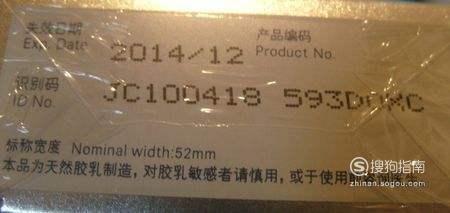 失效日期 产品编码
Exp. Date 2014/12 Product No.
识别码
ID No. JC100418 593
标称宽度 Nominal width:52mm
本品为天然胶乳制造，对胶乳敏感者请慎用，或于使用
搜狗指南
zhinan.sogou.com